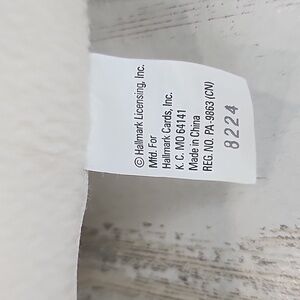 © Hallmark Licensing, Inc.
Mfd. For
Hallmark Cards, Inc.
K. C. MO 64141
Made in China
REG. NO. PA-9863 (CN)
8224